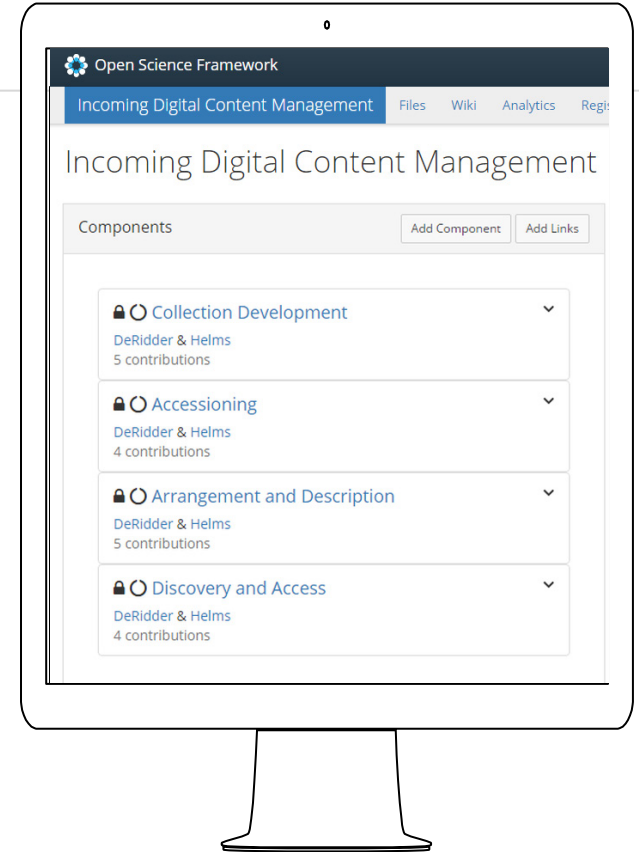 Open Science Framework
Incoming Digital Content Management Files Wiki Analytics Regis
Incoming Digital Content Management
Components Add Component Add Links
Collection Development
DeRidder & Helms
5 contributions
Accessioning
DeRidder & Helms
4 contributions
Arrangement and Description
DeRidder & Helms
5 contributions
Discovery and Access
DeRidder & Helms
4 contributions